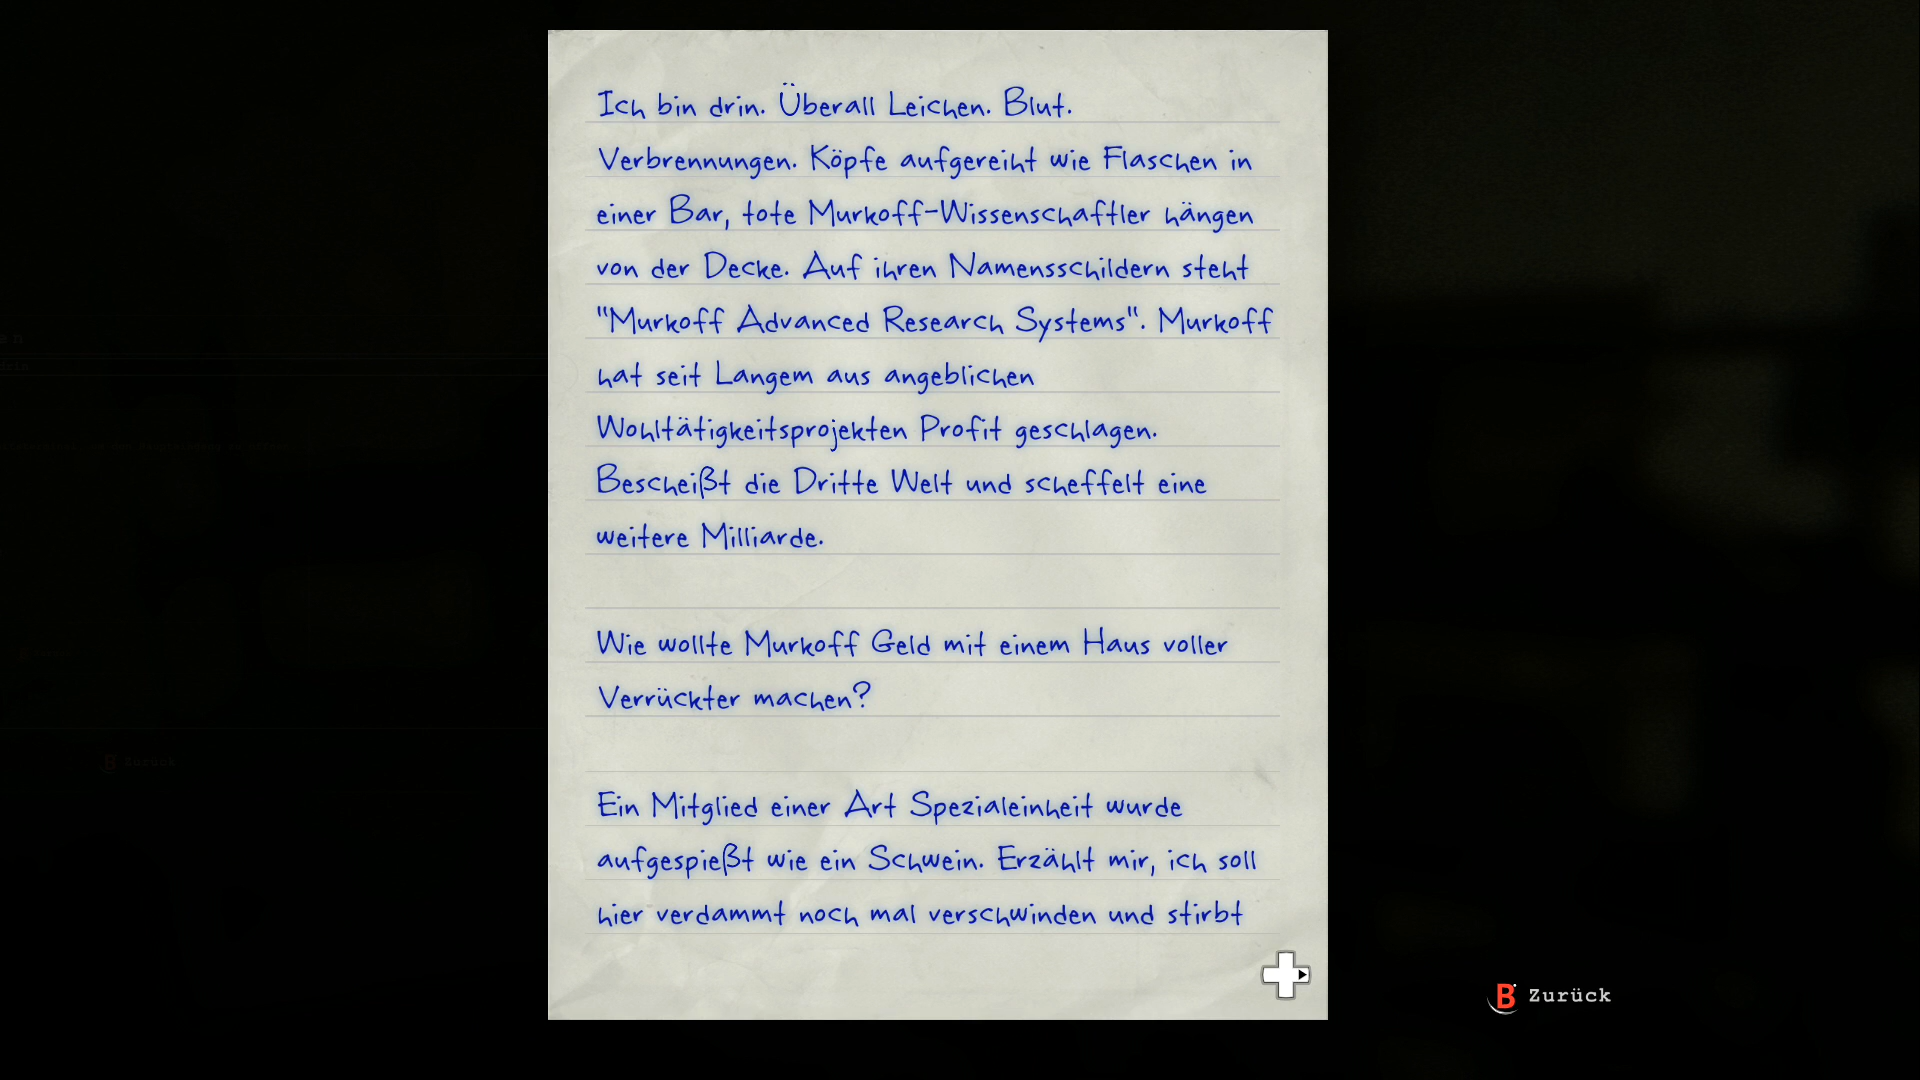 Ich bin drin. Überall Leichen. Blut.
Verbrennungen. Köpfe aufgereiht wie Flaschen in
einer Bar, tote Murkoff-Wissenschaftler hängen
von der Decke. Auf ihren Namensschildern steht
"Murkoff Advanced Research Systems". Murkoff
hat seit Langem aus angeblichen
Wohltätigkeitsprojekten Profit geschlagen.
Bescheißt die Dritte Welt und scheffelt eine
weitere Milliarde.
Wie wollte Murkoff Geld mit einem Haus voller
Verrückter machen?
Ein Mitglied einer Art Spezialeinheit wurde
aufgespießt wie ein Schwein. Erzählt mir, ich soll
hier verdammt noch mal verschwinden und stirbt
B Zurück
B Zurück